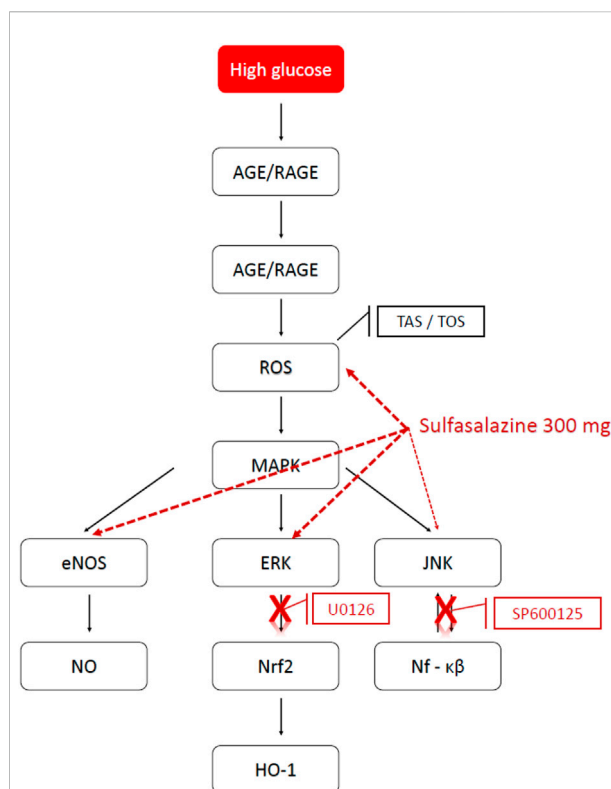 High glucose
AGE/RAGE
AGE/RAGE
TAS / TOS
ROS
Sulfasalazine 300 mg
MAPK
eNOS
ERK
JNK
U0126
SP600125
NO
Nrf2
Nf - κβ
HO-1